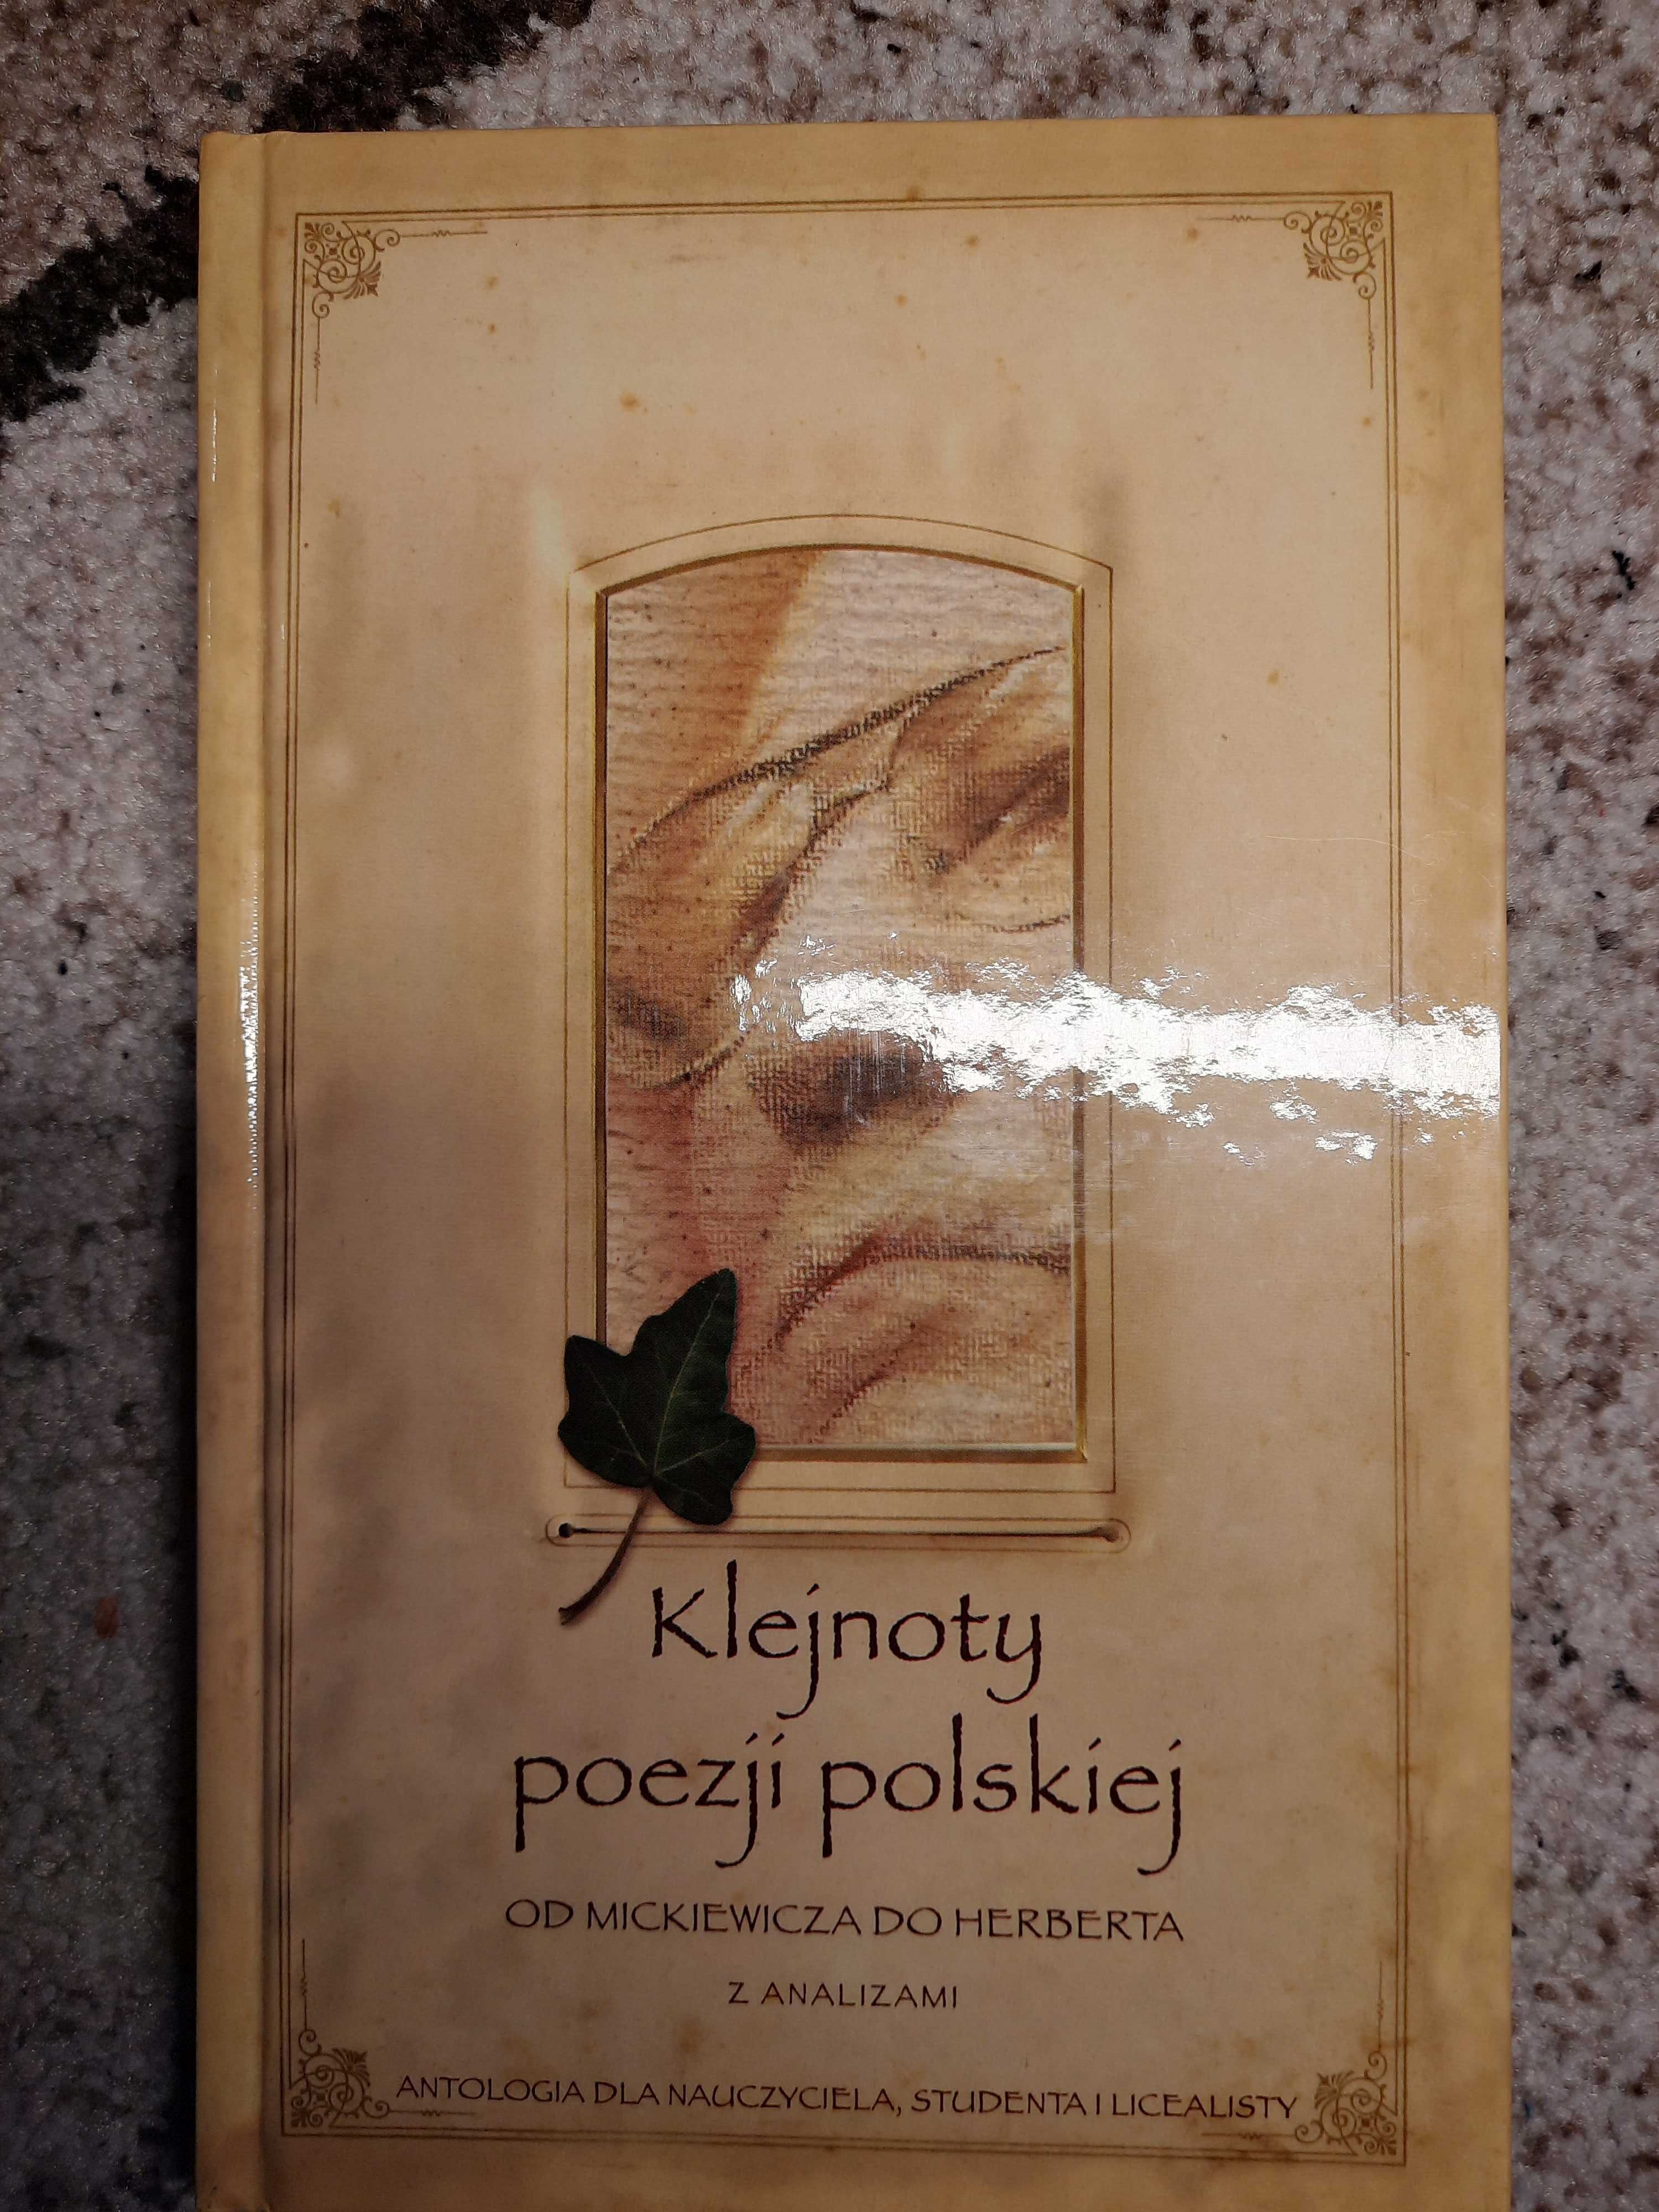 Klejnoty
poezji polskiej
OD MICKIEWICZA DO HERBERTA
Z ANALIZAMI
ANTOLOGIA DLA NAUCZYCIELA, STUDENTA I LICEALISTY